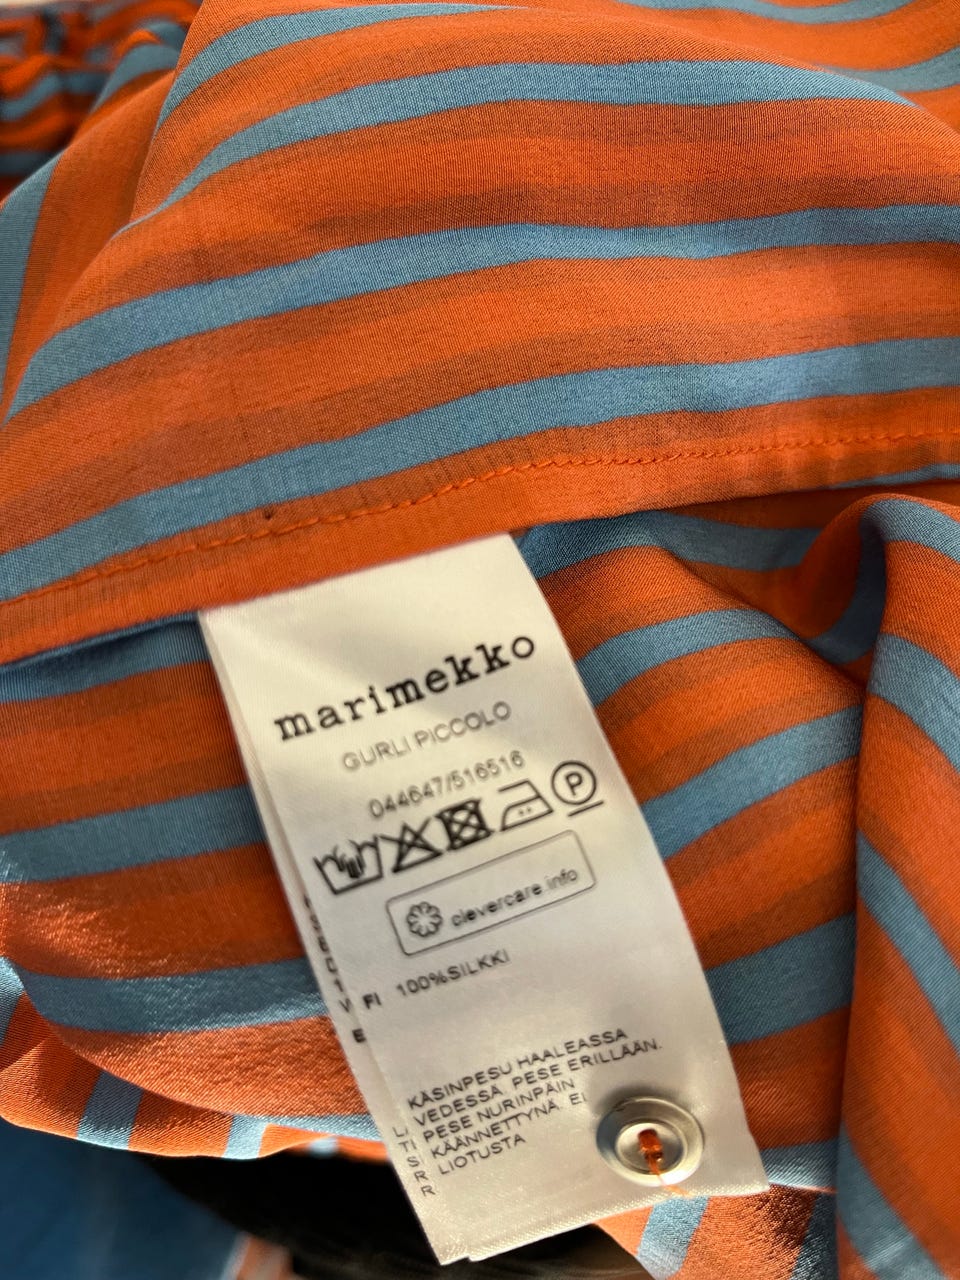 marimekko
GURLI PICCOLO
044647/516516
P
clevercare.info
FI 100%SILKKI
KÄSINPESU HAALEASSA
VEDESSÄ. PESE ERILLÄÄN.
PESE NURINPÄIN
KÄÄNNETTYNÄ. EI
LIOTUSTA